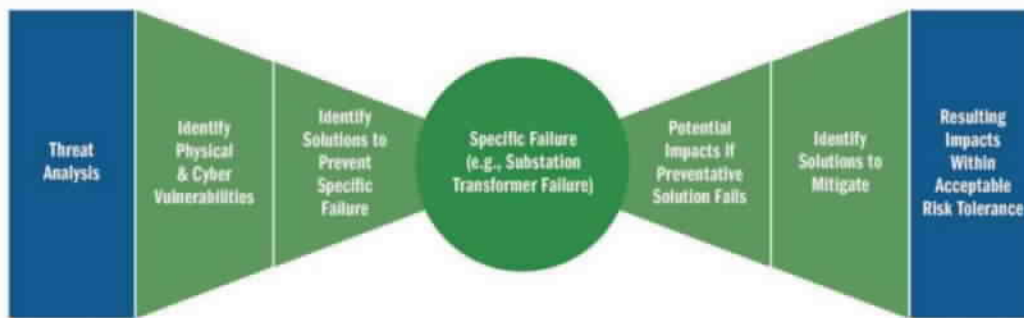 Threat
Analysis
Identify
Physical
& Cyber
Vulnerabilities
Identify
Solutions to
Prevent
Specific
Failure
Specific Failure
(e.g., Substation
Transformer Failure)
Potential
Impacts If
Preventative
Solution Fails
Identify
Solutions to
Mitigate
Resulting
Impacts
Within
Acceptable
Risk Tolerance